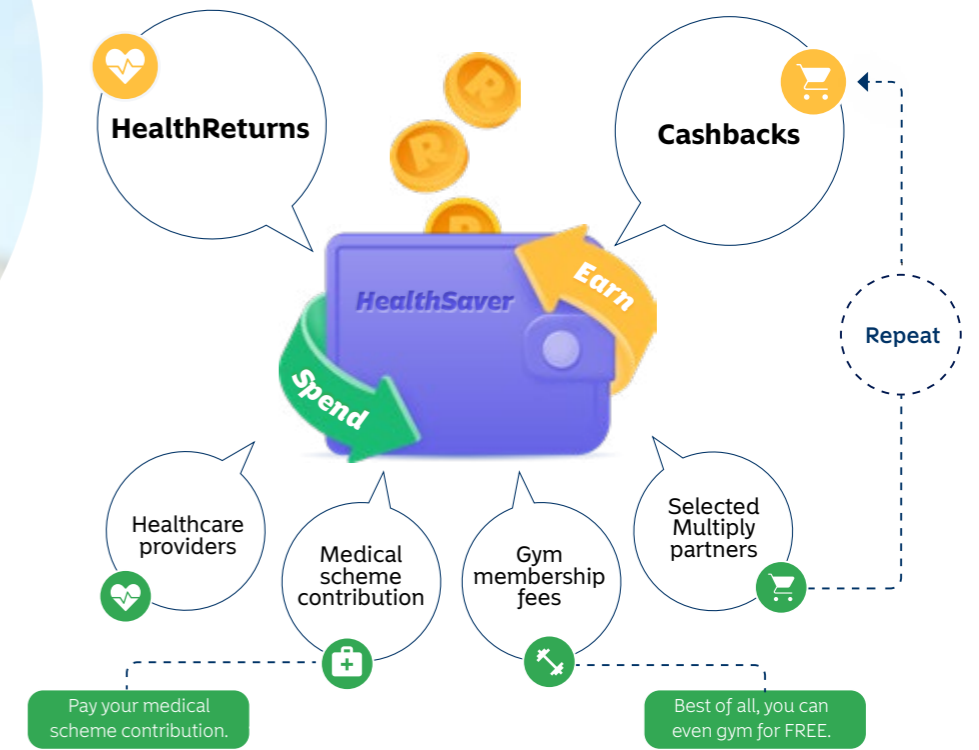 HealthReturns
Cashbacks
R
R
R
HealthSaver
Earn
Spend
Repeat
Healthcare
providers
Medical
scheme
contribution
Gym
membership
fees
Selected
Multiply
partners
Pay your medical
scheme contribution.
Best of all, you can
even gym for FREE.